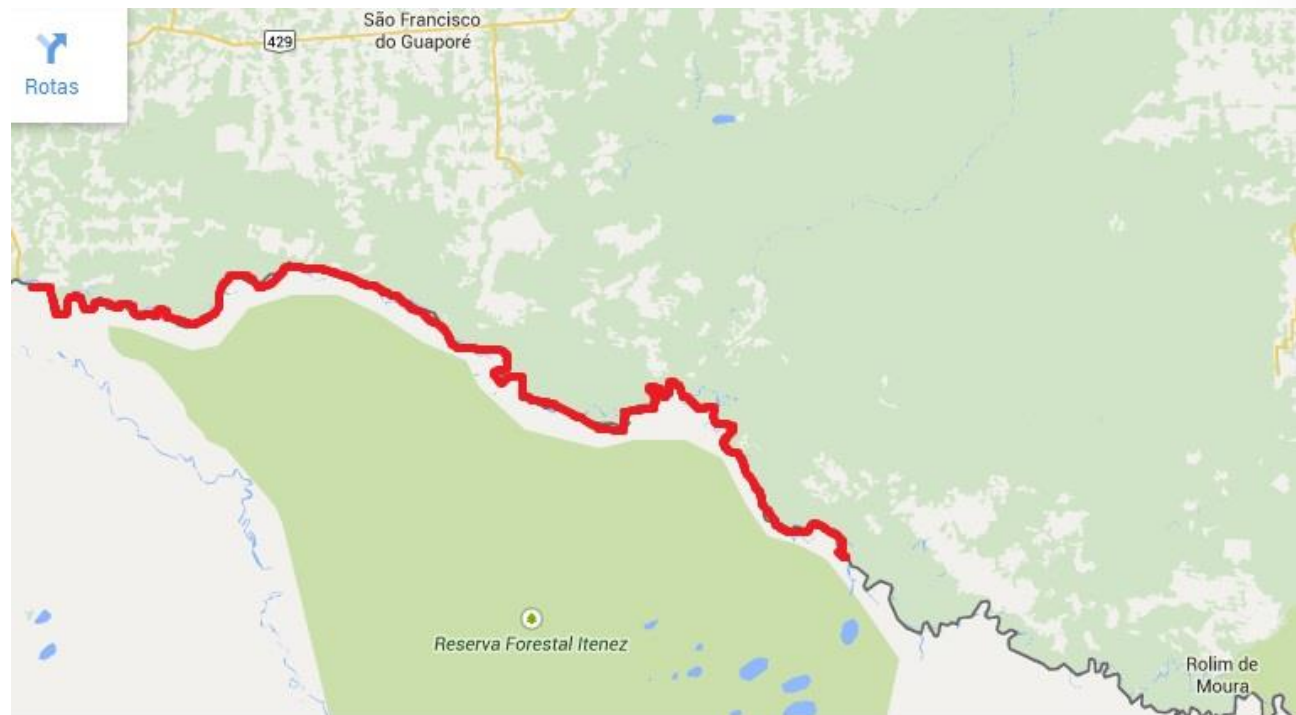 São Francisco
do Guaporé
429
Rotas
Reserva Forestal Itenez
Rolim de
Moura